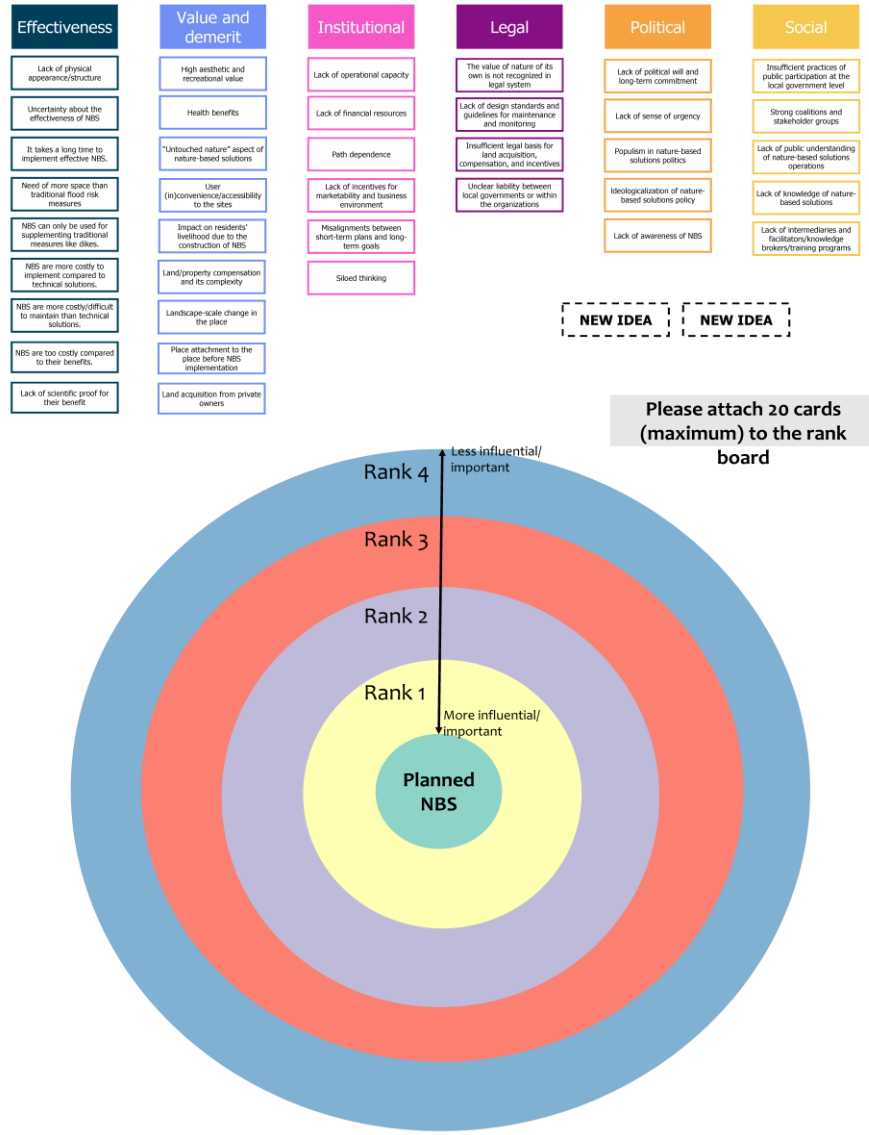 Effectiveness
Lack of physical
appearance/structure
Uncertainty about the
effectiveness of NBS
It takes a long time to
implement effective NBS.
Need of more space than
traditional flood risk
measures
NBS can only be used for
supplementing traditional
measures like dikes.
NBS are more costly to
implement compared to
technical solutions.
NBS are more costly/difficult
to maintain than technical
solutions.
NBS are too costly compared
to their benefits.
Lack of scientific proof for
their benefit
Value and
demerit
High aesthetic and
recreational value
Health benefits
"Untouched nature" aspect of
nature-based solutions
User
(in)convenience/accessibility
to the sites
Impact on residents'
livelihood due to the
construction of NBS
Land/property compensation
and its complexity
Landscape-scale change in
the place
Place attachment to the
place before NBS
implementation
Land acquisition from private
owners
Institutional
Lack of operational capacity
Lack of financial resources
Path dependence
Lack of incentives for
marketability and business
environment
Misalignments between
short-term plans and long-
term goals
Siloed thinking
Legal
The value of nature of its
own is not recognized in
legal system
Lack of design standards and
guidelines for maintenance
and monitoring
Insufficient legal basis for
land acquisition,
compensation, and incentives
Unclear liability between
local governments or within
the organizations
Political
Lack of political will and
long-term commitment
Lack of sense of urgency
Populism in nature-based
solutions politics
Ideologicalization of nature-
based solutions policy
Lack of awareness of NBS
Social
Insufficient practices of
public participation at the
local government level
Strong coalitions and
stakeholder groups
Lack of public understanding
of nature-based solutions
operations
Lack of knowledge of nature-
based solutions
Lack of intermediaries and
facilitators/knowledge
brokers/training programs
NEW IDEA
NEW IDEA
Please attach 20 cards
(maximum) to the rank
board
Less influential/
important
Rank 4
Rank 3
Rank 2
Rank 1
More influential/
important
Planned
NBS